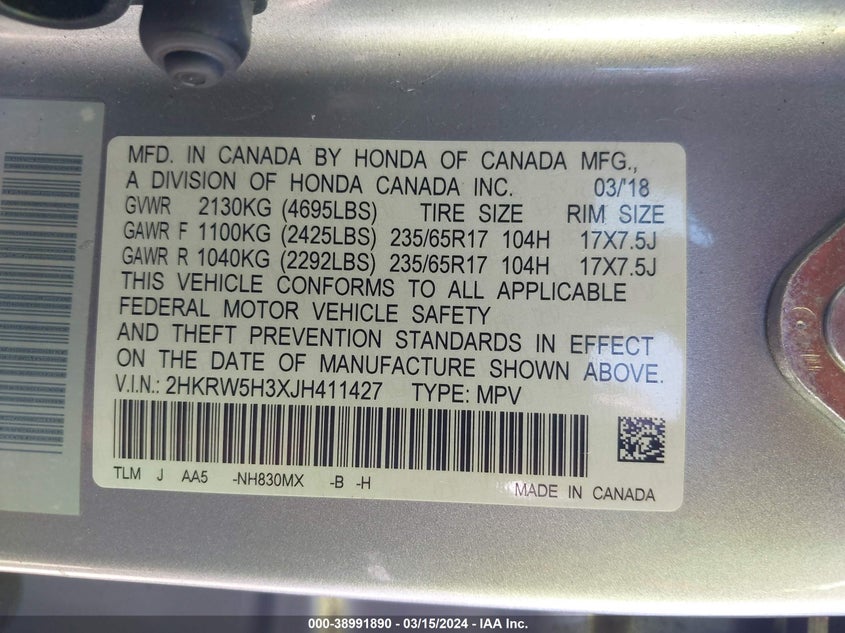 MFD. IN CANADA BY HONDA OF CANADA MFG.,
A DIVISION OF HONDA CANADA INC. 03/'18
GVWR 2130KG (4695LBS) TIRE SIZE RIM SIZE
GAWR F 1100KG (2425LBS) 235/65R17 104H 17X7.5J
GAWR R 1040KG (2292LBS) 235/65R17 104H 17X7.5J
THIS VEHICLE CONFORMS TO ALL APPLICABLE
FEDERAL MOTOR VEHICLE SAFETY
AND THEFT PREVENTION STANDARDS IN EFFECT
ON THE DATE OF MANUFACTURE SHOWN ABOVE.
V.I.N.: 2HKRW5H3XJH411427 TYPE: MPV
TLM J AA5 -NH830MX -B -H
MADE IN CANADA
000-38991890 - 03/15/2024 - IAA Inc.